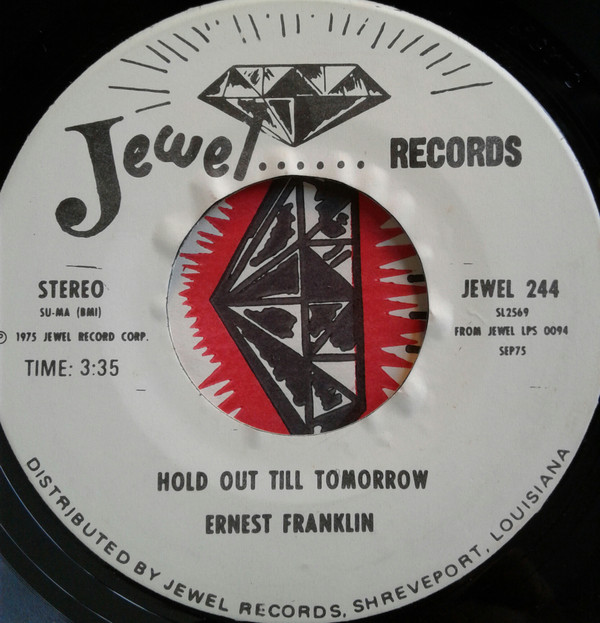 Jewel...... RECORDS
STEREO
SU-MA (BMI)
℗ 1975 JEWEL RECORD CORP.
TIME: 3:35
JEWEL 244
SL2569
FROM JEWEL LPS 0094
SEP75
HOLD OUT TILL TOMORROW
ERNEST FRANKLIN
DISTRIBUTED BY JEWEL RECORDS, SHREVEPORT, LOUISIANA